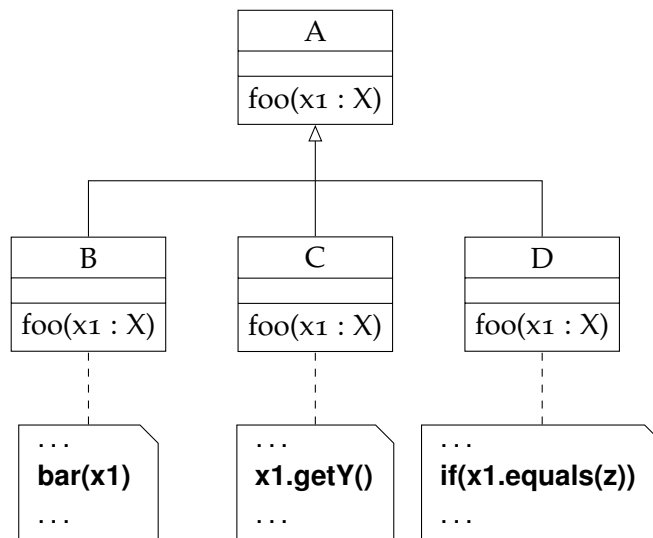 A
foo(x1 : X)
B
C
D
foo(x1 : X)
foo(x1 : X)
foo(x1 : X)
. . .
bar(x1)
. . .
. . .
x1.getY()
. . .
. . .
if(x1.equals(z))
. . .